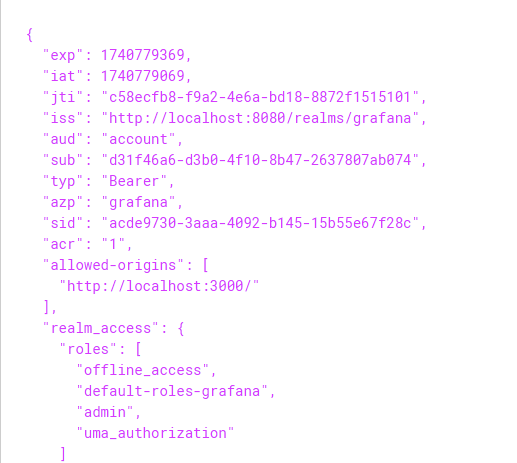 {
  "exp": 1740779369,
  "iat": 1740779069,
  "jti": "c58ecfb8-f9a2-4e6a-bd18-8872f1515101",
  "iss": "http://localhost:8080/realms/grafana",
  "aud": "account",
  "sub": "d31f46a6-d3b0-4f10-8b47-2637807ab074",
  "typ": "Bearer",
  "azp": "grafana",
  "sid": "acde9730-3aaa-4092-b145-15b55e67f28c",
  "acr": "1",
  "allowed-origins": [
    "http://localhost:3000/"
  ],
  "realm_access": {
    "roles": [
      "offline_access",
      "default-roles-grafana",
      "admin",
      "uma_authorization"
    ]